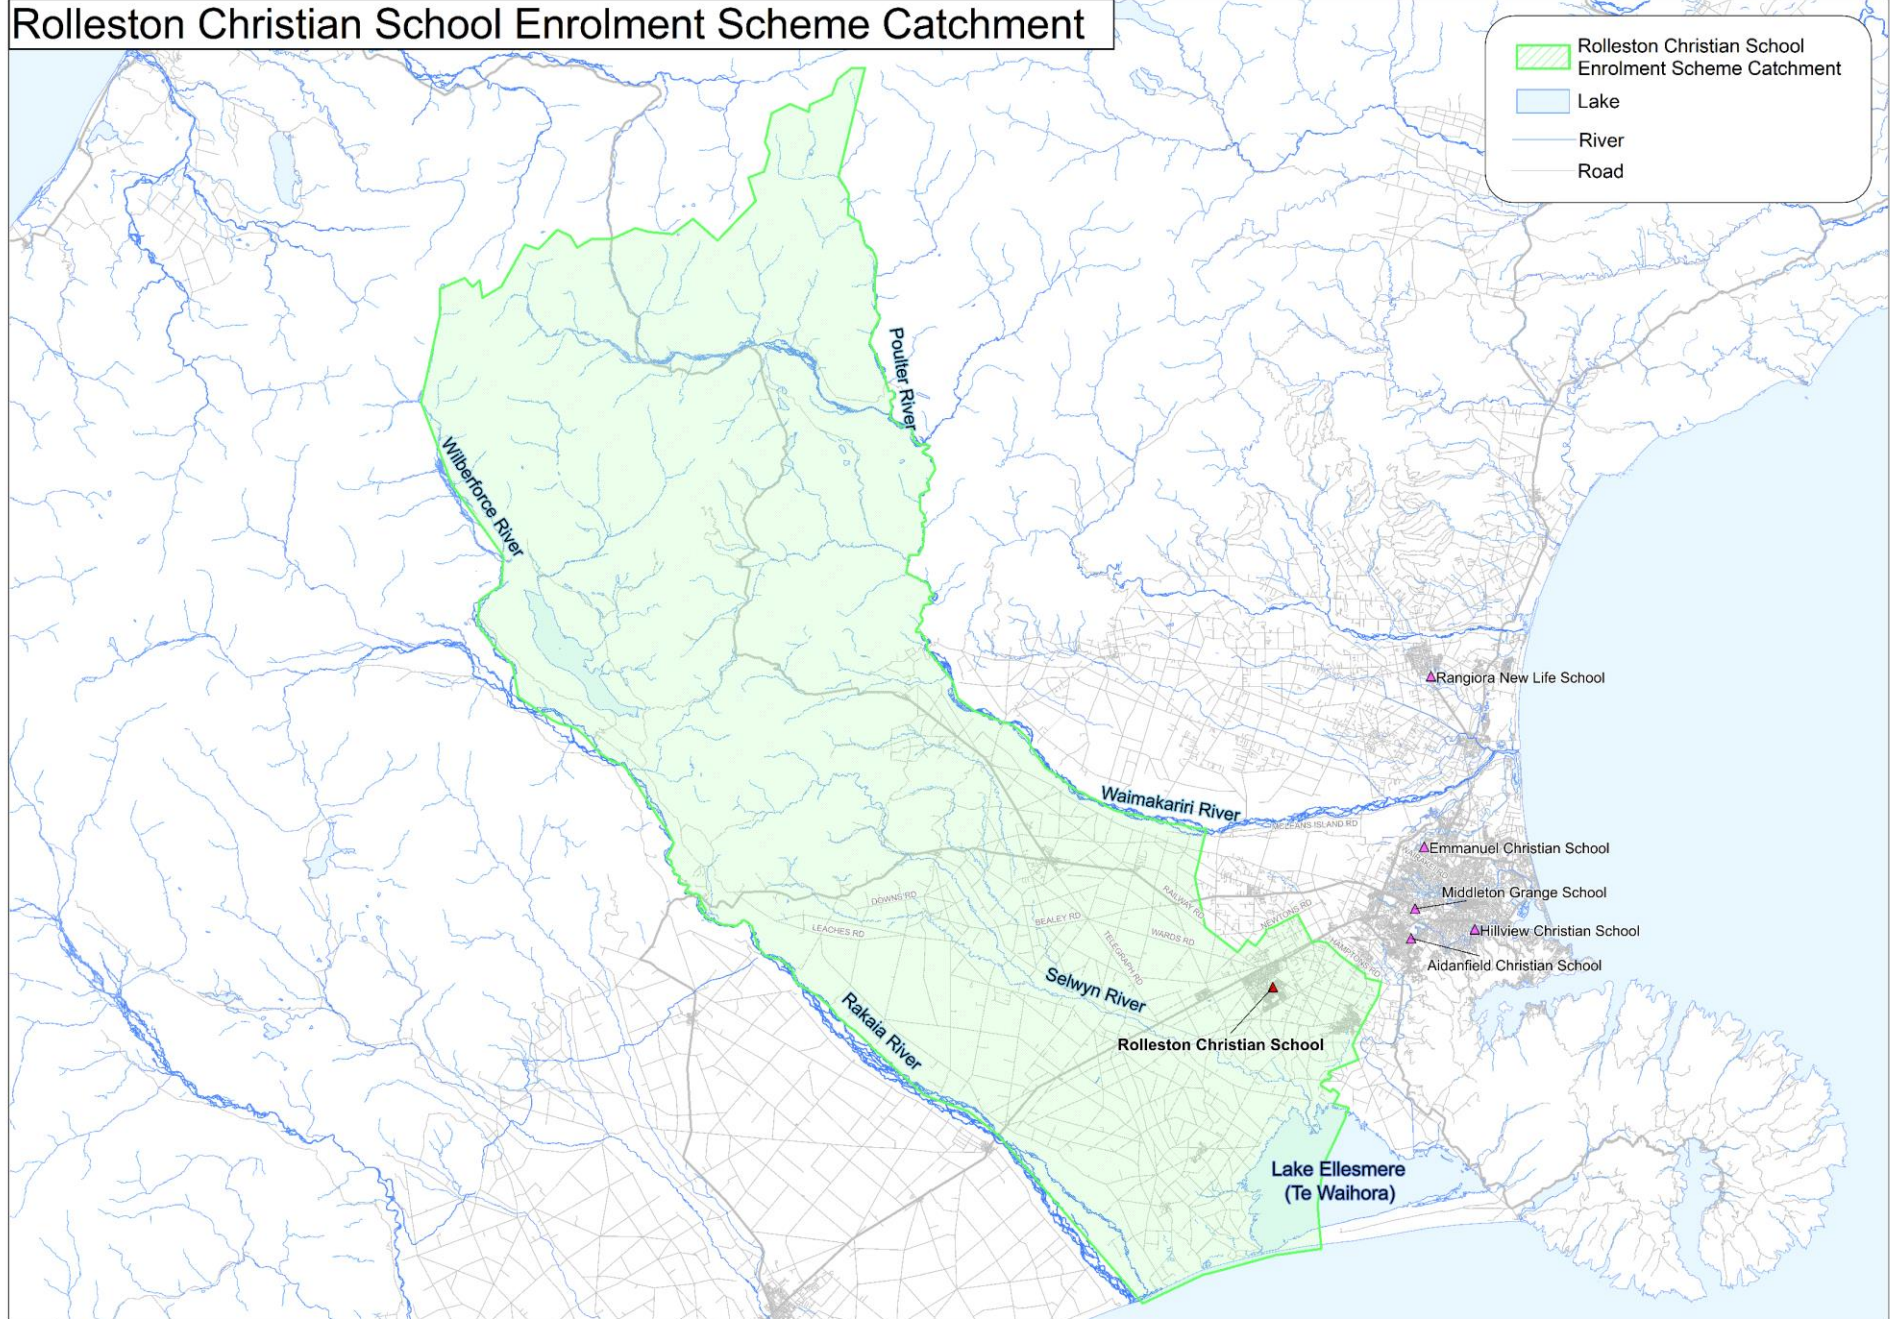 Rolleston Christian School Enrolment Scheme Catchment
Rolleston Christian School
Enrolment Scheme Catchment
Lake
River
Road
Poulter River
Wilberforce River
Rangiora New Life School
Waimakariri River
Emmanuel Christian School
Middleton Grange School
DOWNS RD
RAILWAY RD
NEWTONS RD
BEALEY RD
LEACHES RD
WARDS RD
Hillview Christian School
TELEGRAPH RD
HAMPTONS RD
Aidanfield Christian School
Selwyn River
Rakaia River
Rolleston Christian School
Lake Ellesmere
(Te Waihora)